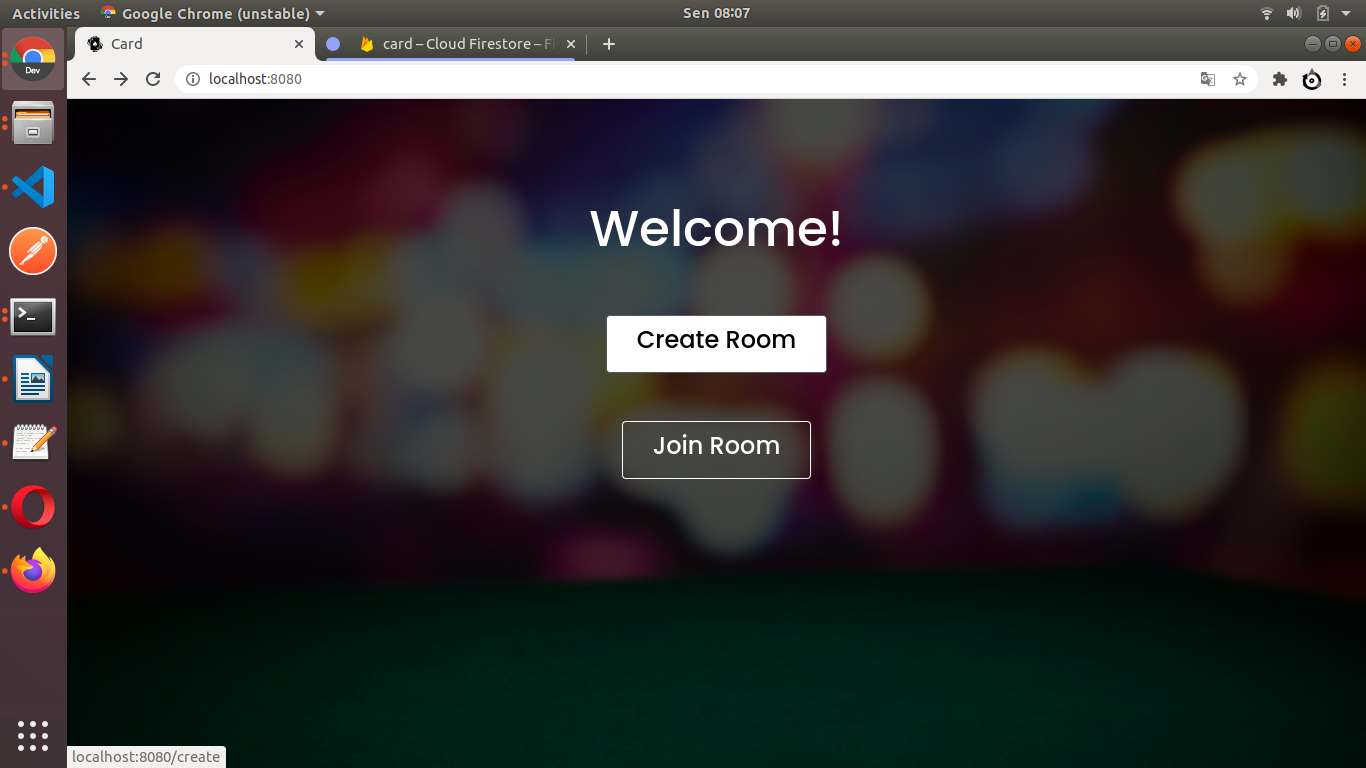 Activities
Google Chrome (unstable)
Sen 08:07
Card
card – Cloud Firestore – Fi
localhost:8080
Dev
Welcome!
Create Room
Join Room
localhost:8080/create